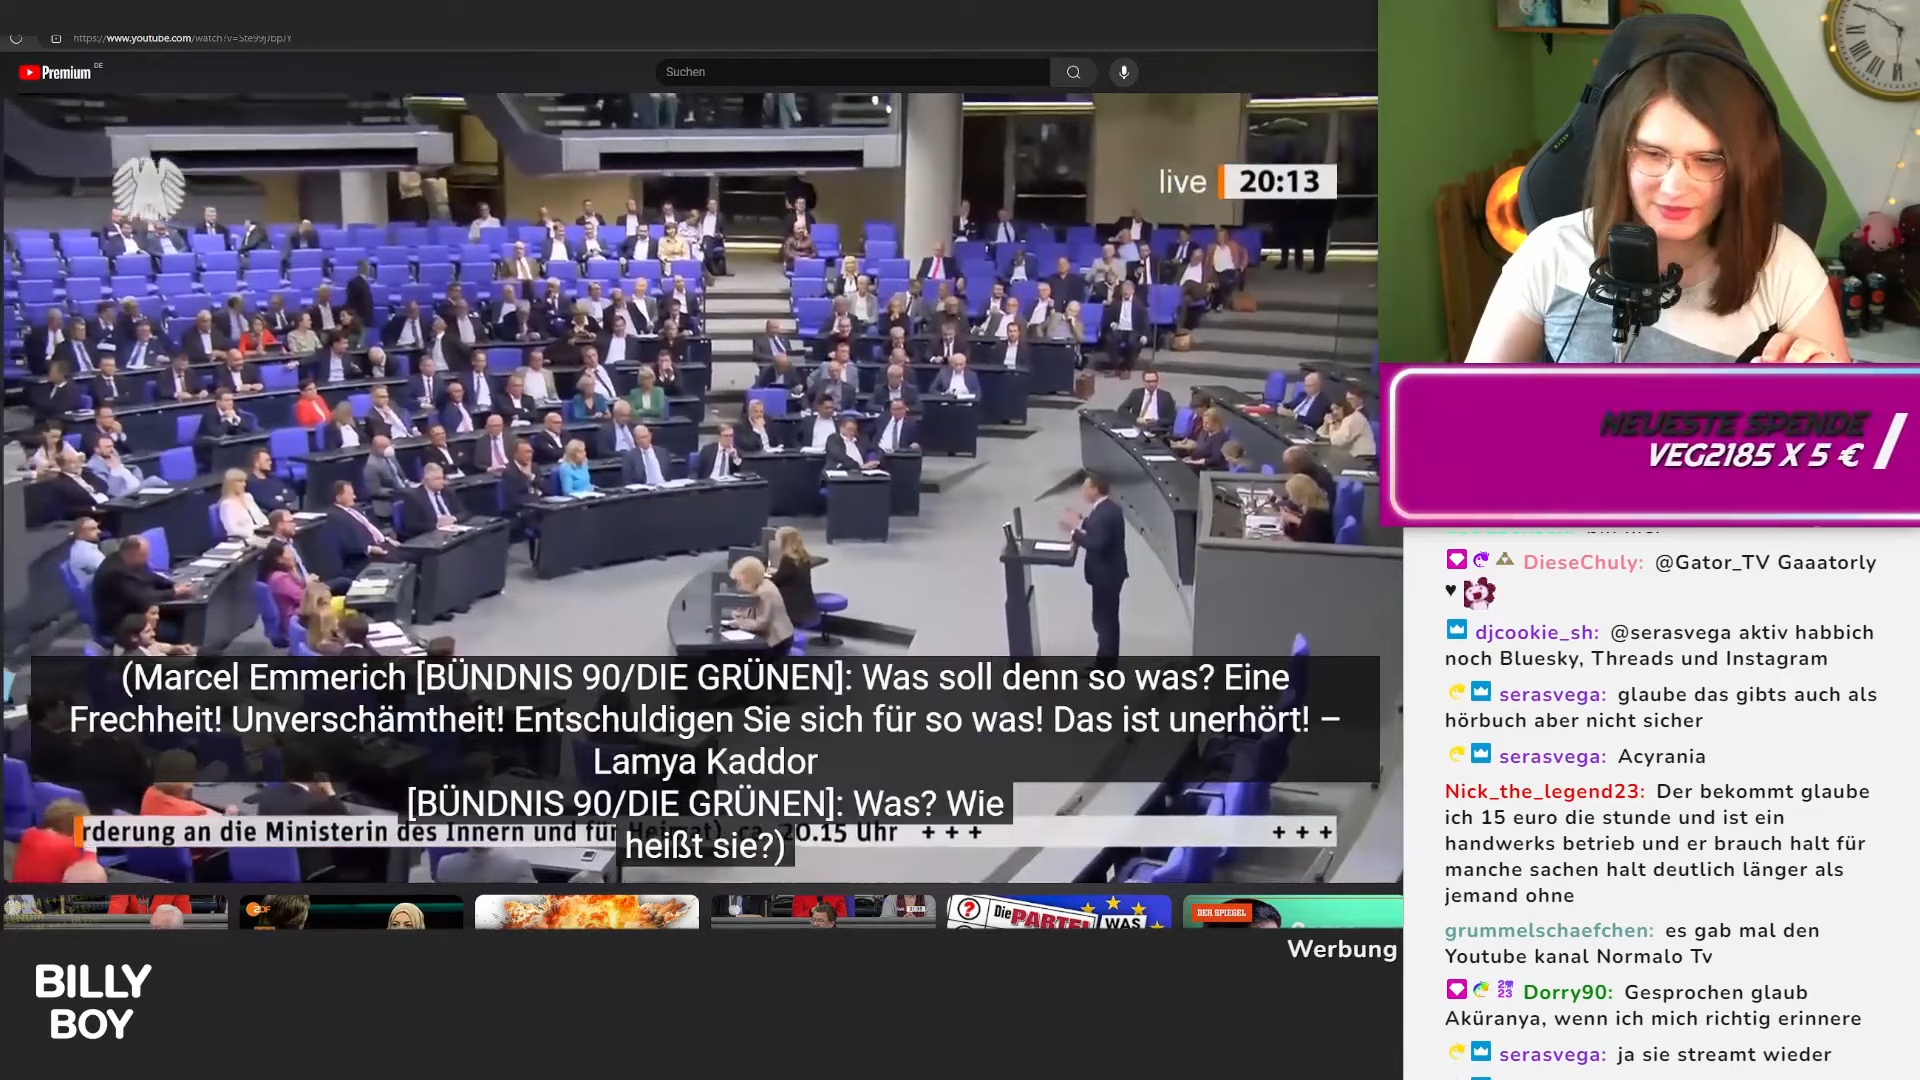 https://www.youtube.com/watch?v=
Premium DE
Suchen
live 20:13
(Marcel Emmerich [BÜNDNIS 90/DIE GRÜNEN]: Was soll denn so was? Eine
Frechheit! Unverschämtheit! Entschuldigen Sie sich für so was! Das ist unerhört! –
Lamya Kaddor
[BÜNDNIS 90/DIE GRÜNEN]: Was? Wie
heißt sie?)
rderung an die Ministerin des Innern und für 20.15 Uhr + + + + + +
ZDF
Die PARTEI
WAS
DER SPIEGEL
Werbung
BILLY
BOY
NEUESTE SPENDE
VEG2185 X 5 €
DieseChuly: @Gator_TV Gaaatorly
♥
djcookie_sh: @serasvega aktiv habbich
noch Bluesky, Threads und Instagram
serasvega: glaube das gibts auch als
hörbuch aber nicht sicher
serasvega: Acyrania
Nick_the_legend23: Der bekommt glaube
ich 15 euro die stunde und ist ein
handwerks betrieb und er brauch halt für
manche sachen halt deutlich länger als
jemand ohne
grummelschaefchen: es gab mal den
Youtube kanal Normalo Tv
Dorry90: Gesprochen glaub
Aküranya, wenn ich mich richtig erinnere
serasvega: ja sie streamt wieder